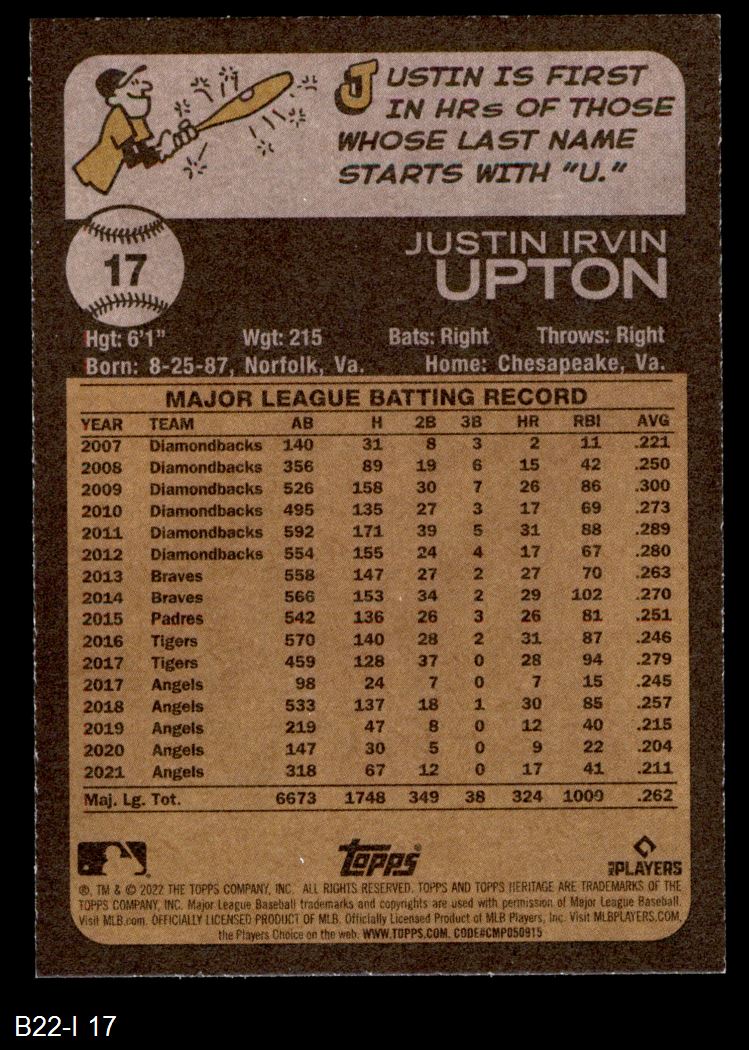 JUSTIN IS FIRST
IN HRs OF THOSE
WHOSE LAST NAME
STARTS WITH "U."
17
JUSTIN IRVIN
UPTON
Hgt: 6'1" Wgt: 215 Bats: Right Throws: Right
Born: 8-25-87, Norfolk, Va. Home: Chesapeake, Va.
MAJOR LEAGUE BATTING RECORD
YEAR TEAM AB H 2B 3B HR RBI AVG
2007 Diamondbacks 140 31 8 3 2 11 .221
2008 Diamondbacks 356 89 19 6 15 42 .250
2009 Diamondbacks 526 158 30 7 26 86 .300
2010 Diamondbacks 495 135 27 3 17 69 .273
2011 Diamondbacks 592 171 39 5 31 88 .289
2012 Diamondbacks 554 155 24 4 17 67 .280
2013 Braves 558 147 27 2 27 70 .263
2014 Braves 566 153 34 2 29 102 .270
2015 Padres 542 136 26 3 26 81 .251
2016 Tigers 570 140 28 2 31 87 .246
2017 Tigers 459 128 37 0 28 94 .279
2017 Angels 98 24 7 0 7 15 .245
2018 Angels 533 137 18 1 30 85 .257
2019 Angels 219 47 8 0 12 40 .215
2020 Angels 147 30 5 0 9 22 .204
2021 Angels 318 67 12 0 17 41 .211
Maj. Lg. Tot. 6673 1748 349 38 324 1000 .262
Topps
MLB PLAYERS
®, TM & © 2022 THE TOPPS COMPANY, INC. ALL RIGHTS RESERVED. TOPPS AND TOPPS HERITAGE ARE TRADEMARKS OF THE
TOPPS COMPANY, INC. Major League Baseball trademarks and copyrights are used with permission of Major League Baseball.
Visit MLB.com. OFFICIALLY LICENSED PRODUCT OF MLB. Officially Licensed Product of MLB Players, Inc. Visit MLBPLAYERS.COM,
the Players Choice on the web. WWW.TOPPS.COM. CODE#CMP050915
B22-I 17